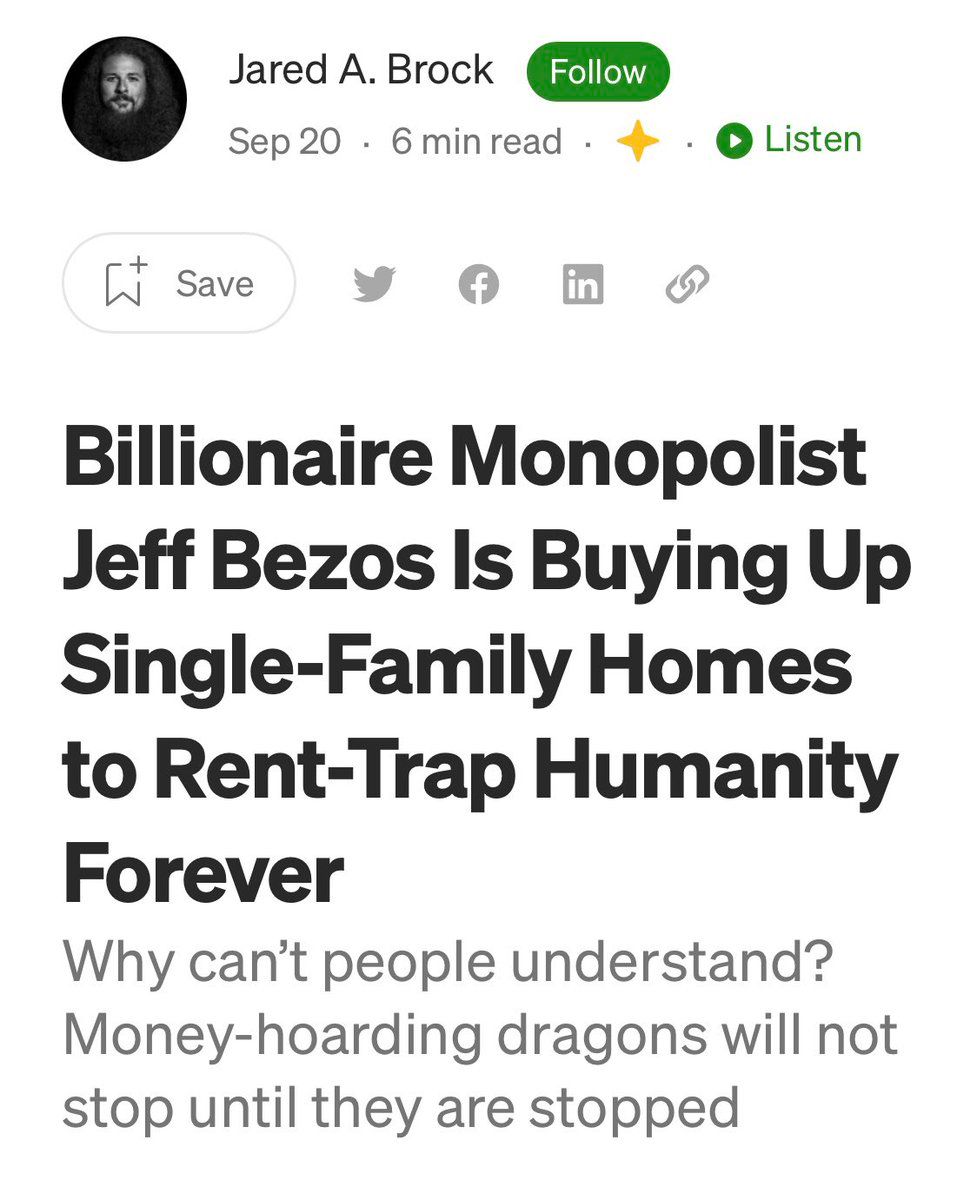 Jared A. Brock Follow
Sep 20 · 6 min read · · Listen
Save
Billionaire Monopolist
Jeff Bezos Is Buying Up
Single-Family Homes
to Rent-Trap Humanity
Forever
Why can’t people understand?
Money-hoarding dragons will not
stop until they are stopped